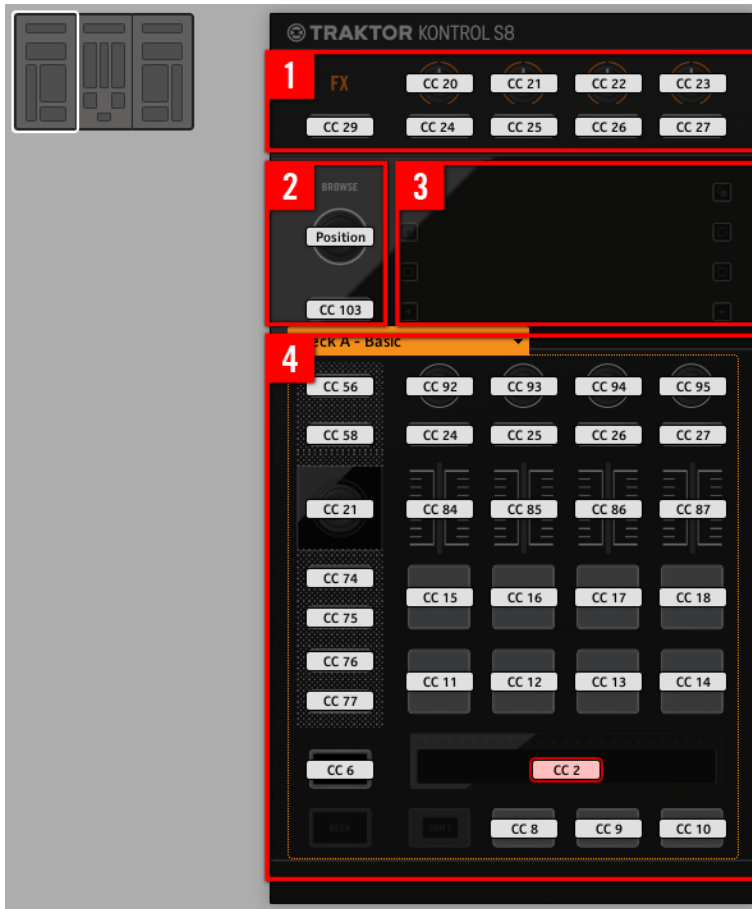 TRAKTOR KONTROL S8
1
FX
CC 20 CC 21 CC 22 CC 23
CC 29 CC 24 CC 25 CC 26 CC 27
2
BROWSE
3
Position
CC 103
4
eck A - Basic
CC 56 CC 92 CC 93 CC 94 CC 95
CC 58 CC 24 CC 25 CC 26 CC 27
CC 21 CC 84 CC 85 CC 86 CC 87
CC 74
CC 15 CC 16 CC 17 CC 18
CC 75
CC 76
CC 11 CC 12 CC 13 CC 14
CC 77
CC 6 CC 2
DECK SHIFT CC 8 CC 9 CC 10